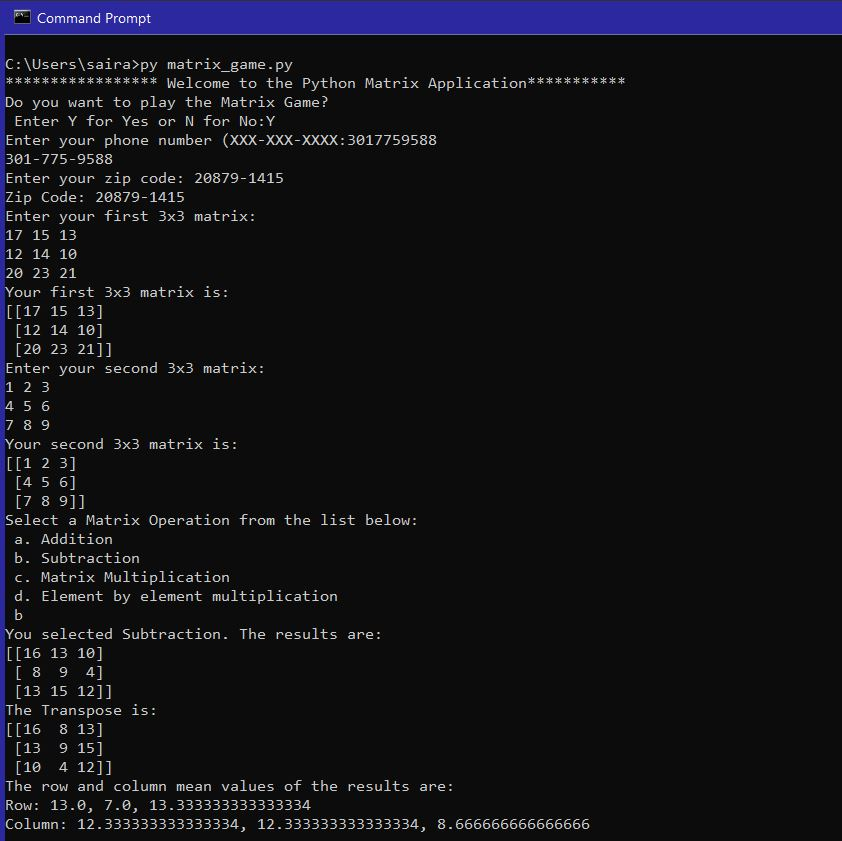 Command Prompt
C:\Users\saira>py matrix_game.py
***************** Welcome to the Python Matrix Application***********
Do you want to play the Matrix Game?
 Enter Y for Yes or N for No:Y
Enter your phone number (XXX-XXX-XXXX:3017759588
301-775-9588
Enter your zip code: 20879-1415
Zip Code: 20879-1415
Enter your first 3x3 matrix:
17 15 13
12 14 10
20 23 21
Your first 3x3 matrix is:
[[17 15 13]
 [12 14 10]
 [20 23 21]]
Enter your second 3x3 matrix:
1 2 3
4 5 6
7 8 9
Your second 3x3 matrix is:
[[1 2 3]
 [4 5 6]
 [7 8 9]]
Select a Matrix Operation from the list below:
 a. Addition
 b. Subtraction
 c. Matrix Multiplication
 d. Element by element multiplication
 b
You selected Subtraction. The results are:
[[16 13 10]
 [ 8  9  4]
 [13 15 12]]
The Transpose is:
[[16  8 13]
 [13  9 15]
 [10  4 12]]
The row and column mean values of the results are:
Row: 13.0, 7.0, 13.333333333333334
Column: 12.333333333333334, 12.333333333333334, 8.666666666666666